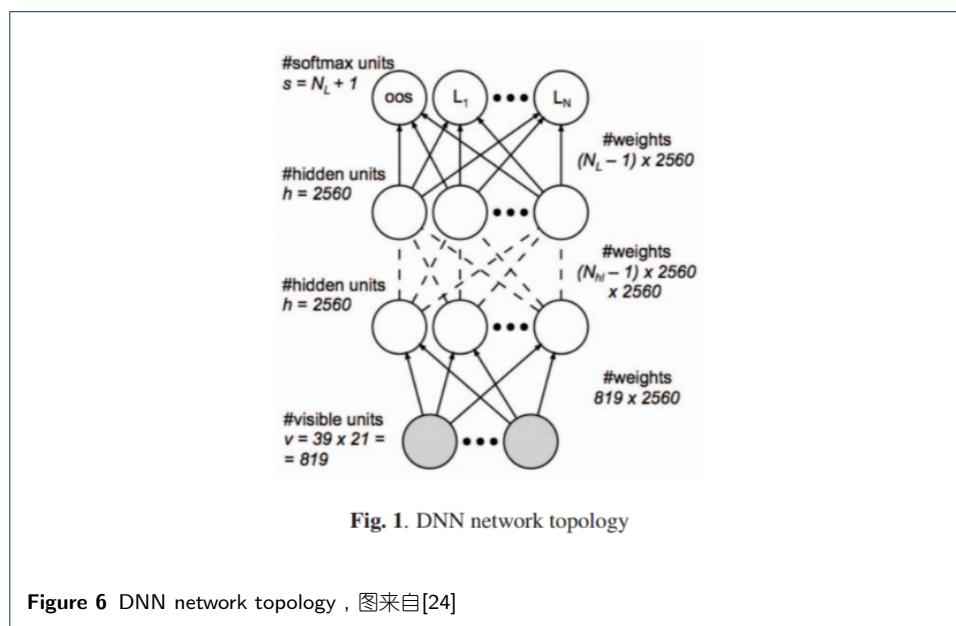 #softmax units
s = N_L + 1
oos
L_1
L_N
#weights
(N_L – 1) x 2560
#hidden units
h = 2560
#weights
(N_hl – 1) x 2560
x 2560
#hidden units
h = 2560
#weights
819 x 2560
#visible units
v = 39 x 21 =
= 819
Fig. 1. DNN network topology
Figure 6 DNN network topology , 图来自[24]